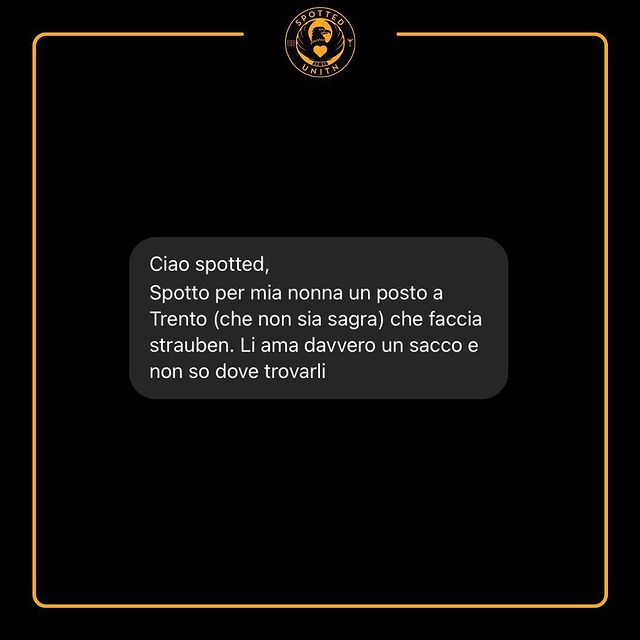 SPOTTED
UNITN
Ciao spotted,
Spotto per mia nonna un posto a
Trento (che non sia sagra) che faccia
strauben. Li ama davvero un sacco e
non so dove trovarli